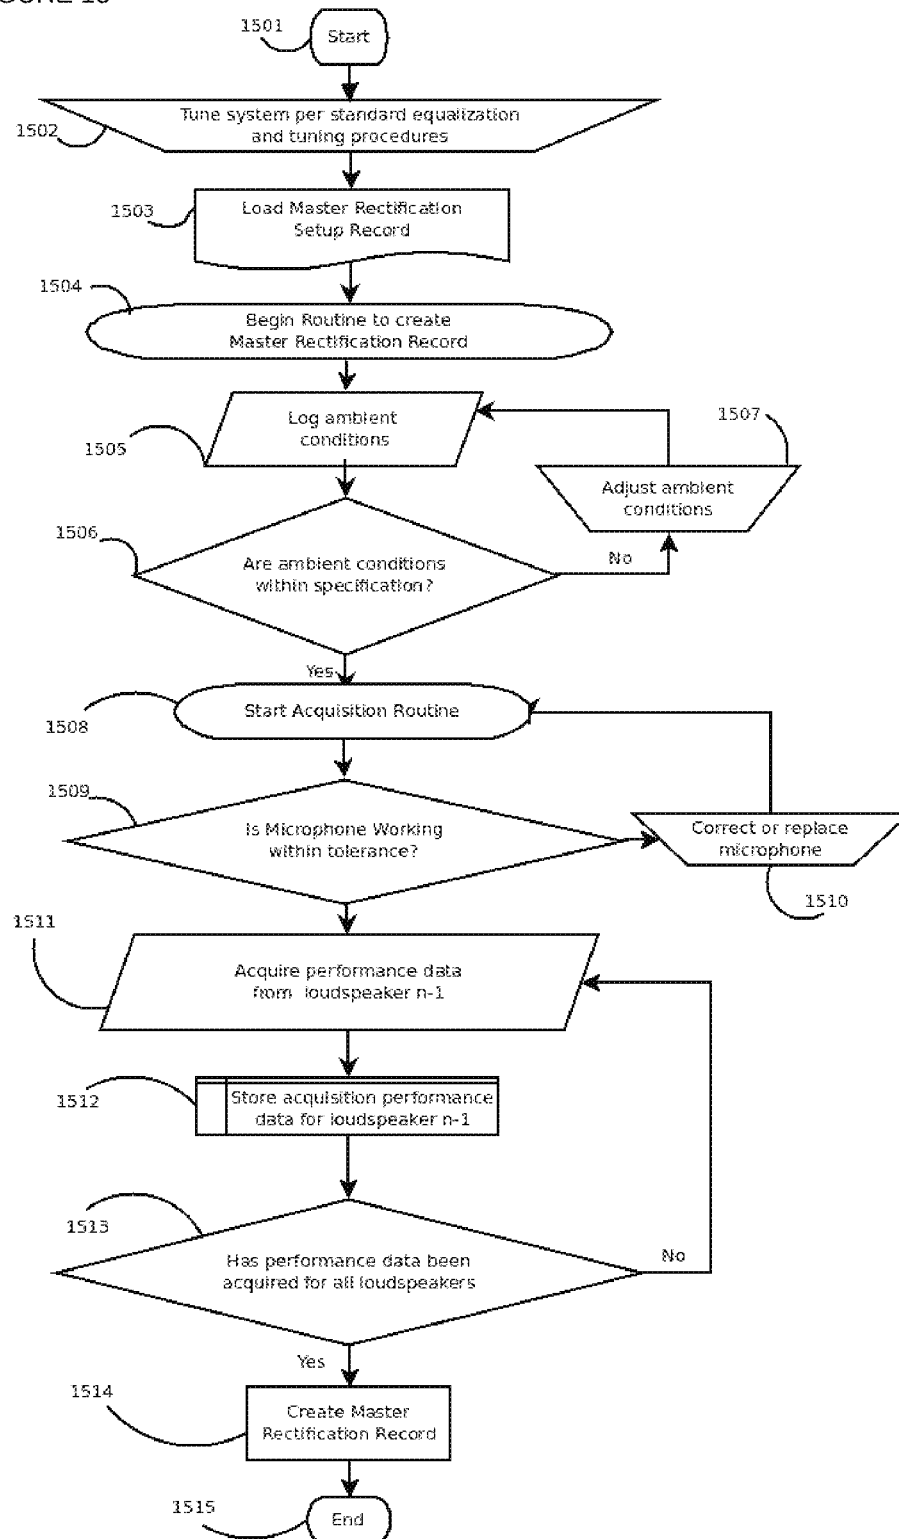 1501
Start
Tune system per standard equalization
and tuning procedures
1502
1503
Load Master Rectification
Setup Record
1504
Begin Routine to create
Master Rectification Record
Log ambient
conditions
1505
1507
Adjust ambient
conditions
1506
Are ambient conditions
within specification?
No
Yes
Start Acquisition Routine
1508
1509
Is Microphone Working
within tolerance?
Correct or replace
microphone
1510
1511
Acquire performance data
from loudspeaker n-1
1512
Store acquisition performance
data for loudspeaker n-1
1513
Has performance data been
acquired for all loudspeakers
No
Yes
1514
Create Master
Rectification Record
1515
End